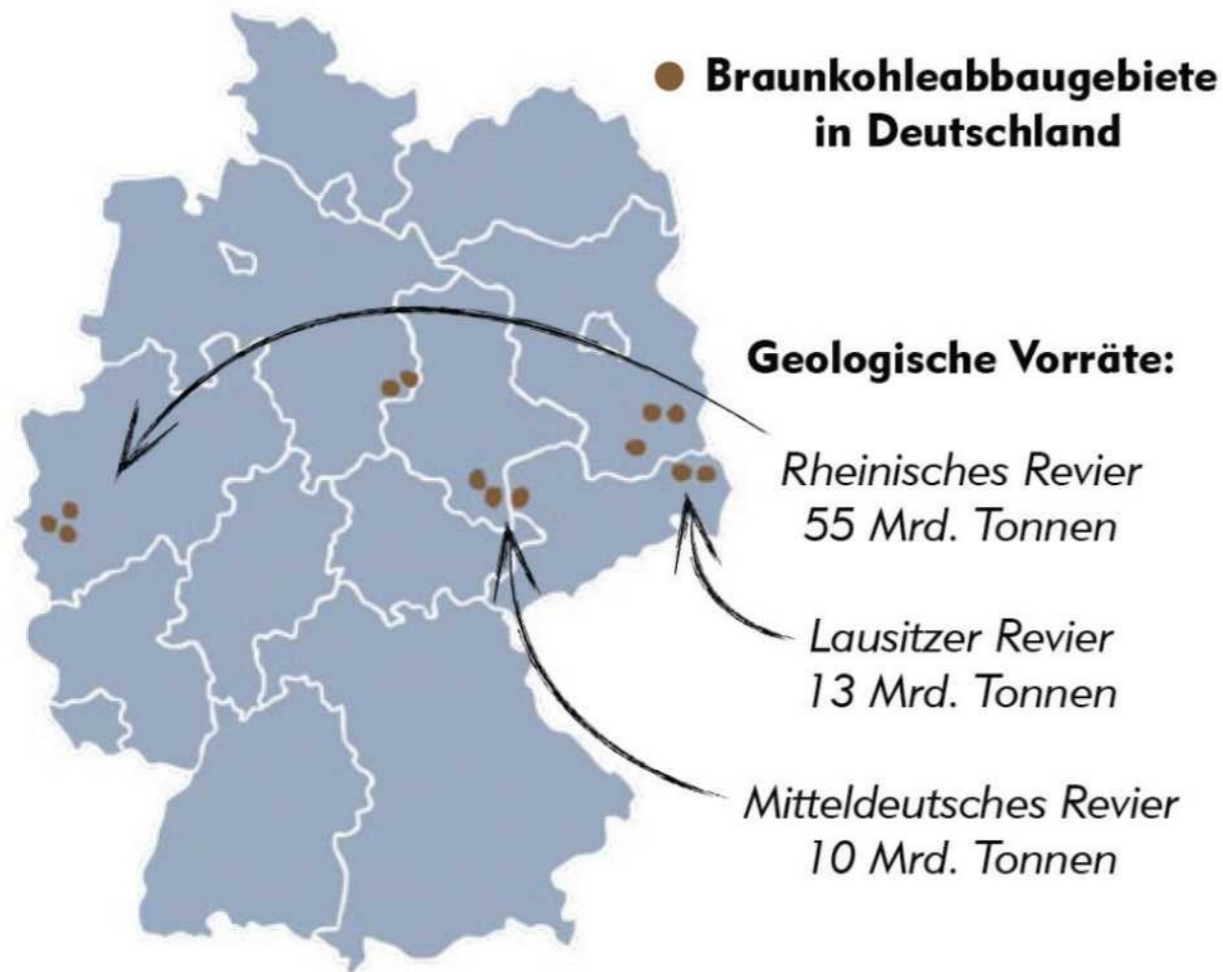 Braunkohleabbaugebiete
in Deutschland
Geologische Vorräte:
Rheinisches Revier
55 Mrd. Tonnen
Lausitzer Revier
13 Mrd. Tonnen
Mitteldeutsches Revier
10 Mrd. Tonnen